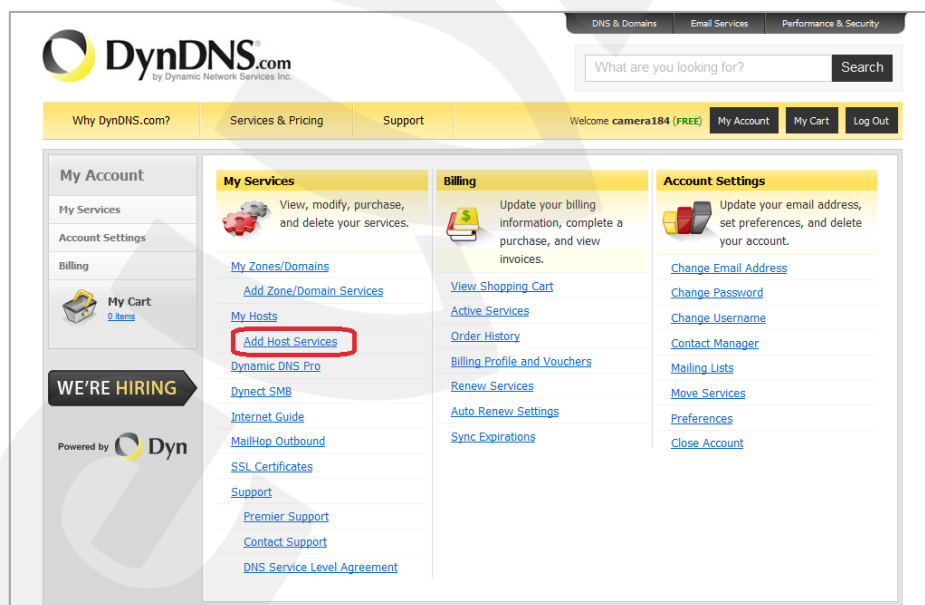 DNS & Domains Email Services Performance & Security
DynDNS.com
by Dynamic Network Services Inc.
What are you looking for? Search
Why DynDNS.com? Services & Pricing Support Welcome camera184 (FREE) My Account My Cart Log Out
My Account
My Services
Account Settings
Billing
My Cart
0 items
WE'RE HIRING
Powered by Dyn
My Services
View, modify, purchase,
and delete your services.
My Zones/Domains
Add Zone/Domain Services
My Hosts
Add Host Services
Dynamic DNS Pro
Dynect SMB
Internet Guide
MailHop Outbound
SSL Certificates
Support
Premier Support
Contact Support
DNS Service Level Agreement
Billing
Update your billing
information, complete a
purchase, and view
invoices.
View Shopping Cart
Active Services
Order History
Billing Profile and Vouchers
Renew Services
Auto Renew Settings
Sync Expirations
Account Settings
Update your email address,
set preferences, and delete
your account.
Change Email Address
Change Password
Change Username
Contact Manager
Mailing Lists
Move Services
Preferences
Close Account